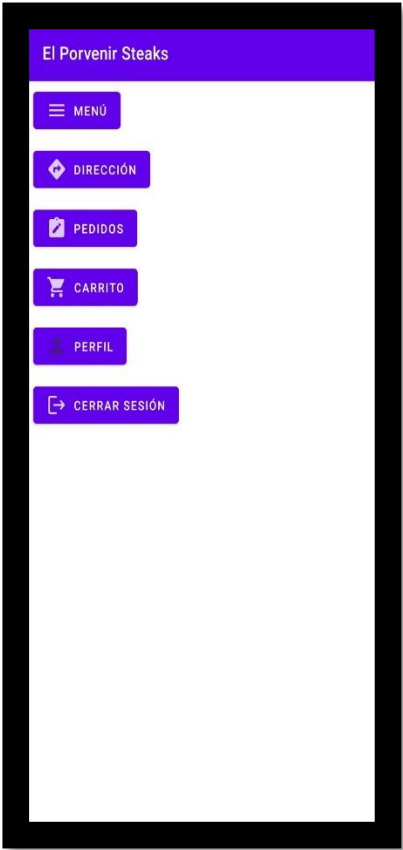 El Porvenir Steaks
MENÚ
DIRECCIÓN
PEDIDOS
CARRITO
PERFIL
CERRAR SESIÓN